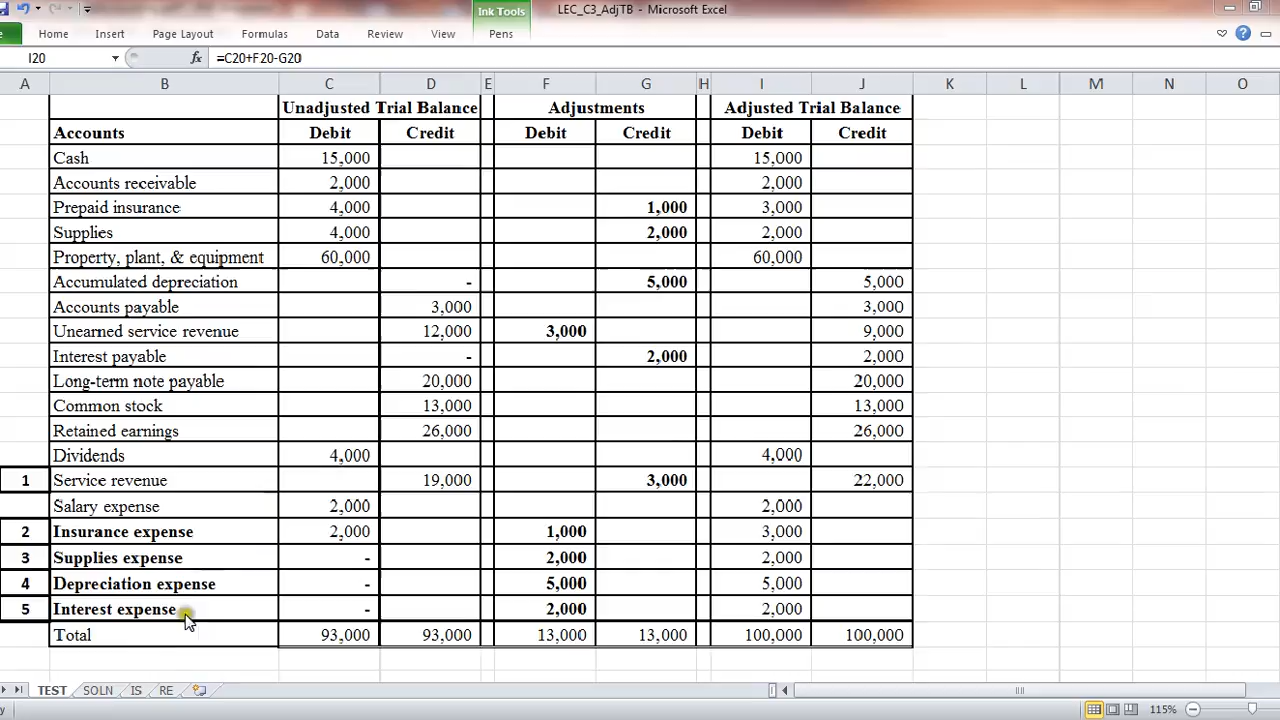 Ink Tools
LEC_C3_AdjTB - Microsoft Excel
Home Insert Page Layout Formulas Data Review View Pens
I20 fx =C20+F20-G20
A B C D E F G H I J K L M N O
Unadjusted Trial Balance Adjustments Adjusted Trial Balance
Accounts Debit Credit Debit Credit Debit Credit
Cash 15,000 15,000
Accounts receivable 2,000 2,000
Prepaid insurance 4,000 1,000 3,000
Supplies 4,000 2,000 2,000
Property, plant, & equipment 60,000 60,000
Accumulated depreciation - 5,000 5,000
Accounts payable 3,000 3,000
Unearned service revenue 12,000 3,000 9,000
Interest payable - 2,000 2,000
Long-term note payable 20,000 20,000
Common stock 13,000 13,000
Retained earnings 26,000 26,000
Dividends 4,000 4,000
1 Service revenue 19,000 3,000 22,000
Salary expense 2,000 2,000
2 Insurance expense 2,000 1,000 3,000
3 Supplies expense - 2,000 2,000
4 Depreciation expense - 5,000 5,000
5 Interest expense - 2,000 2,000
Total 93,000 93,000 13,000 13,000 100,000 100,000
TEST SOLN IS RE
115%